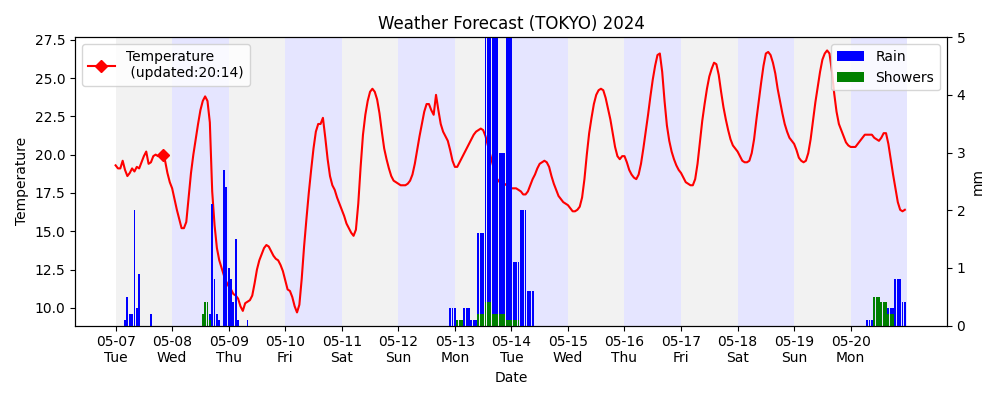 Weather Forecast (TOKYO) 2024
Temperature
(updated:20:14)
Rain
Showers
27.5
25.0
22.5
20.0
17.5
15.0
12.5
10.0
Temperature
5
4
3
2
1
0
mm
05-07 05-08 05-09 05-10 05-11 05-12 05-13 05-14 05-15 05-16 05-17 05-18 05-19 05-20
Tue Wed Thu Fri Sat Sun Mon Tue Wed Thu Fri Sat Sun Mon
Date